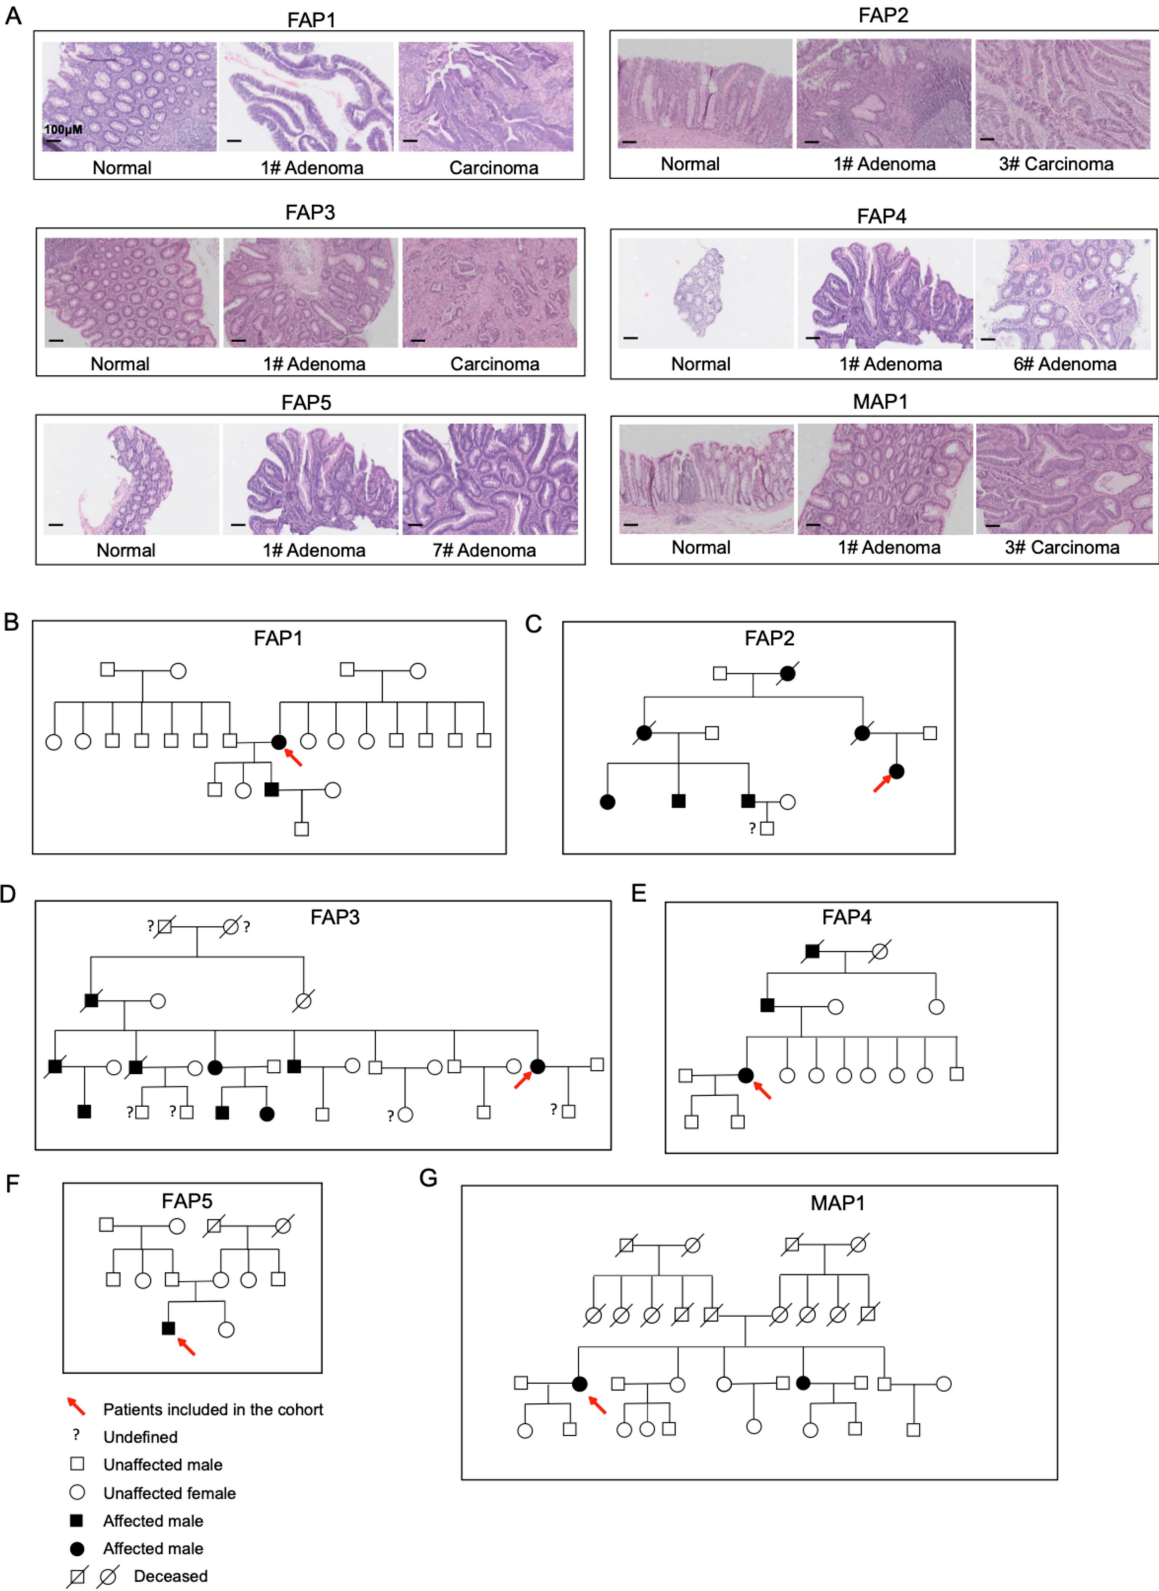 A
FAP1
100µM
Normal
1# Adenoma
Carcinoma
FAP2
Normal
1# Adenoma
3# Carcinoma
FAP3
Normal
1# Adenoma
Carcinoma
FAP4
Normal
1# Adenoma
6# Adenoma
FAP5
Normal
1# Adenoma
7# Adenoma
MAP1
Normal
1# Adenoma
3# Carcinoma
B
FAP1
C
FAP2
?
D
FAP3
? ?
? ? ? ?
E
FAP4
F
FAP5
Patients included in the cohort
? Undefined
Unaffected male
Unaffected female
Affected male
Affected male
Deceased
G
MAP1